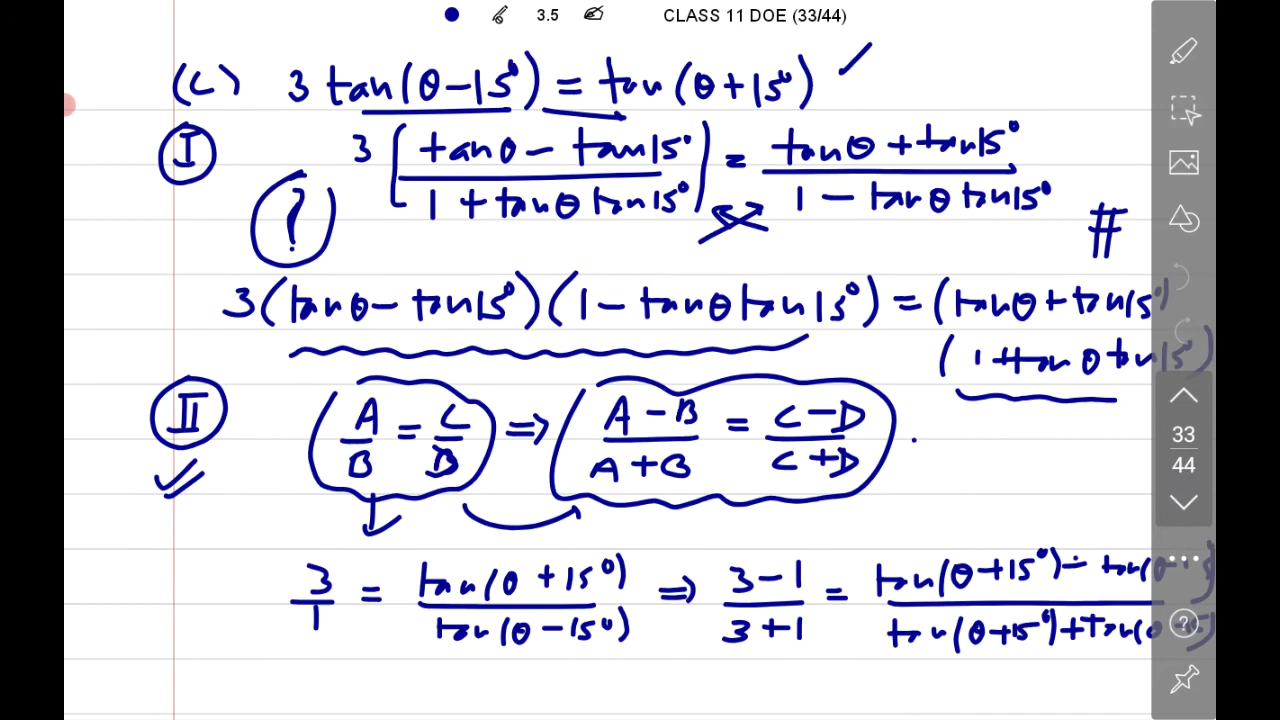 3.5 CLASS 11 DOE (33/44)
(C) 3 tan(θ-15°) = tan(θ+15°) ✓
I 3 [ tanθ - tan15° / 1 + tanθ tan15° ] = tanθ + tan15° / 1 - tanθ tan15°
? #
3(tanθ - tan15°)(1 - tanθ tan15°) = (tanθ + tan15°)
(1 + tanθ tan15°)
II A/B = C/D ⇒ A-B/A+B = C-D/C+D .
33
44
3/1 = tan(θ+15°)/tan(θ-15°) ⇒ 3-1/3+1 = tan(θ+15°) - tan(θ-15°)/tan(θ+15°)+tan(θ-15°)